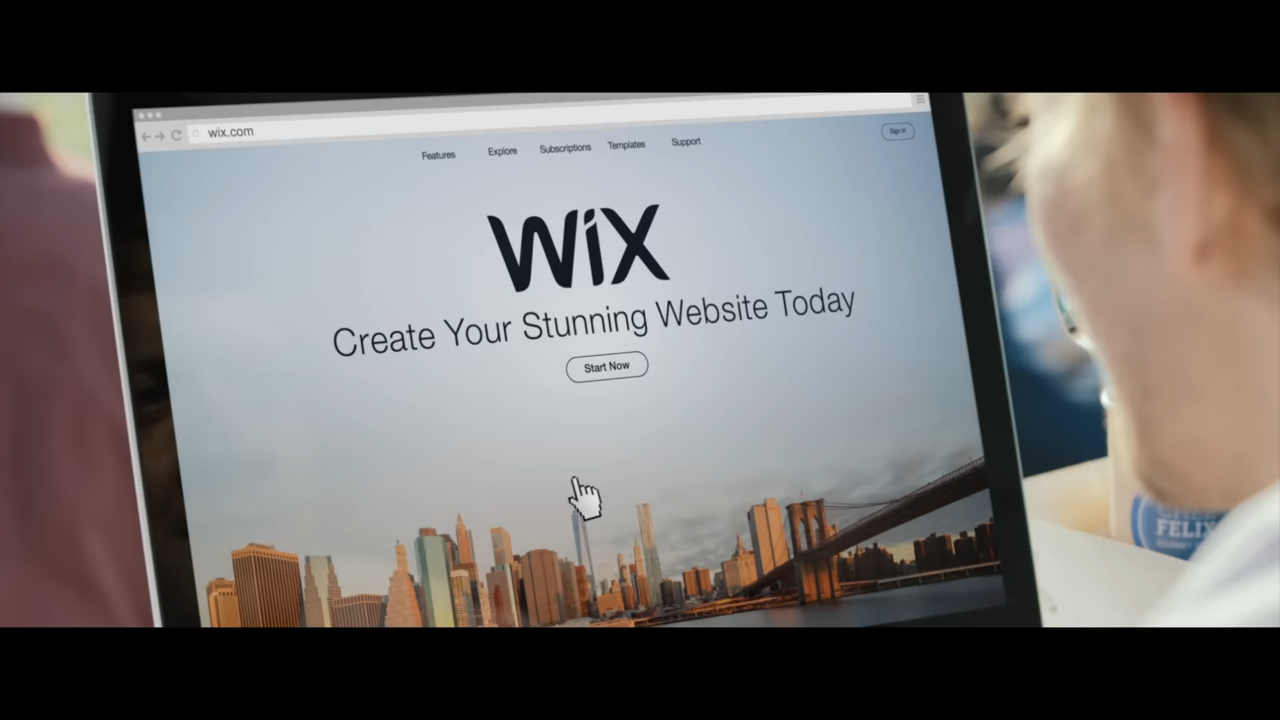 wix.com
Features Explore Subscriptions Templates Support
Sign In
WiX
Create Your Stunning Website Today
Start Now
FELIX